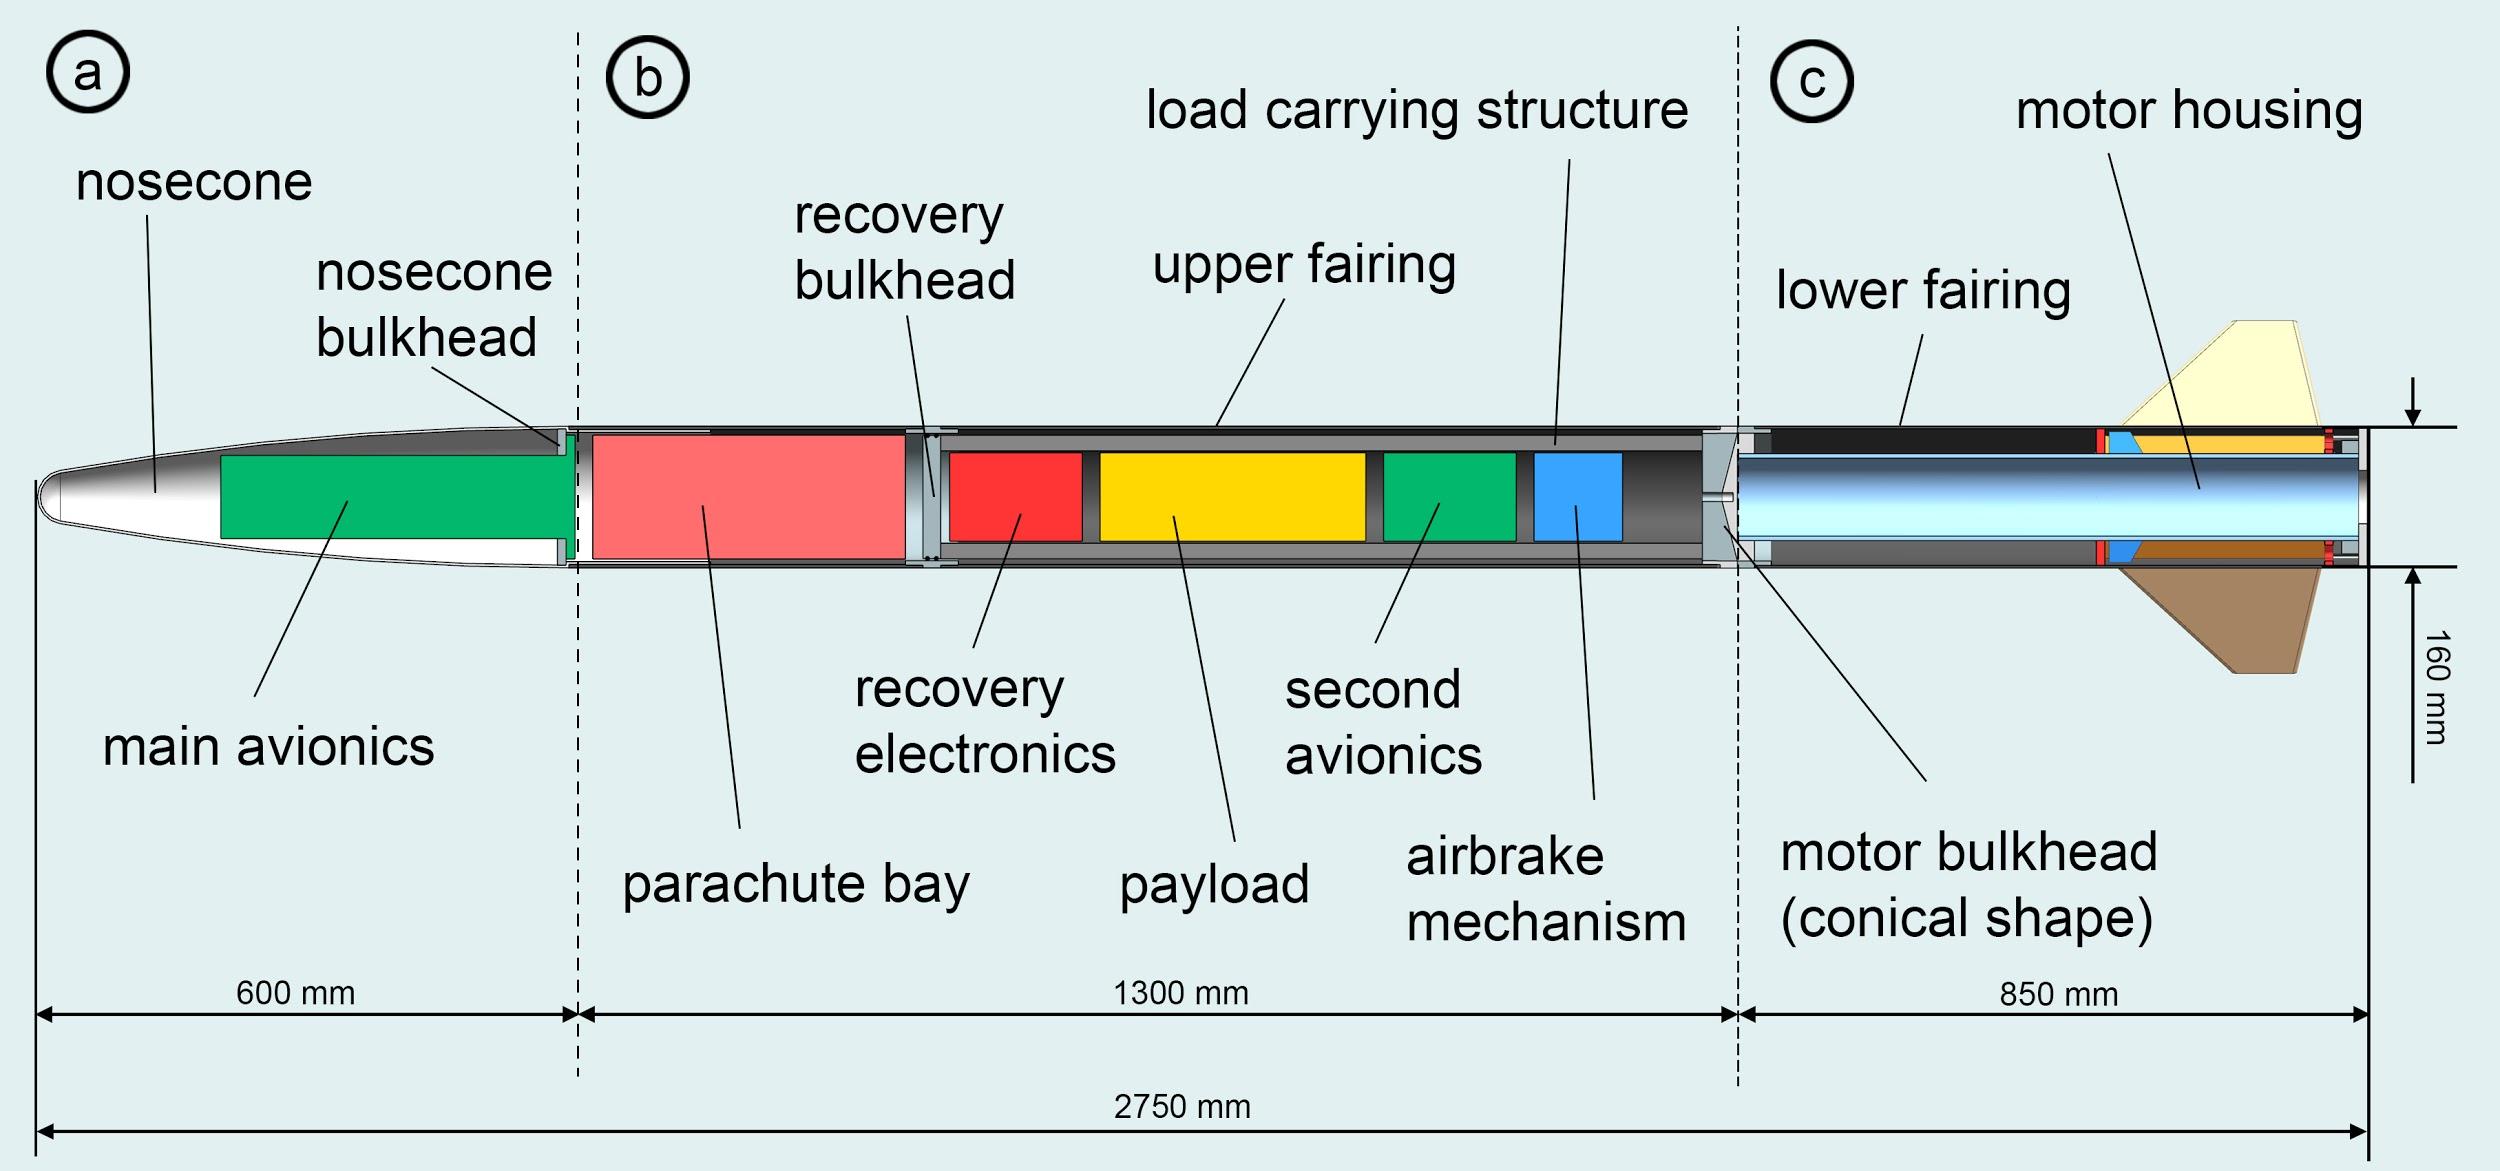 a
b
c
load carrying structure
motor housing
nosecone
recovery
bulkhead
nosecone
bulkhead
upper fairing
lower fairing
160 mm
main avionics
recovery
electronics
second
avionics
parachute bay
payload
airbrake
mechanism
motor bulkhead
(conical shape)
600 mm
1300 mm
850 mm
2750 mm